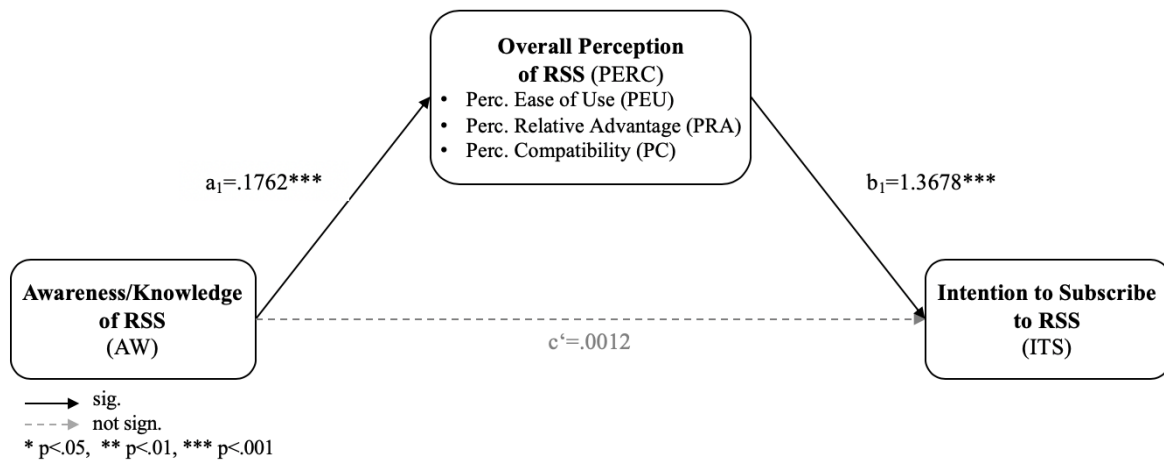 Overall Perception
of RSS (PERC)
• Perc. Ease of Use (PEU)
• Perc. Relative Advantage (PRA)
• Perc. Compatibility (PC)
a₁=.1762***
b₁=1.3678***
Awareness/Knowledge
of RSS
(AW)
c‘=.0012
Intention to Subscribe
to RSS
(ITS)
sig.
not sign.
* p<.05, ** p<.01, *** p<.001